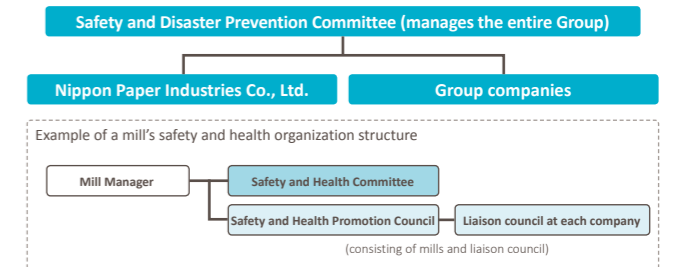 Safety and Disaster Prevention Committee (manages the entire Group)
Nippon Paper Industries Co., Ltd.
Group companies
Example of a mill's safety and health organization structure
Mill Manager
Safety and Health Committee
Safety and Health Promotion Council
Liaison council at each company
(consisting of mills and liaison council)